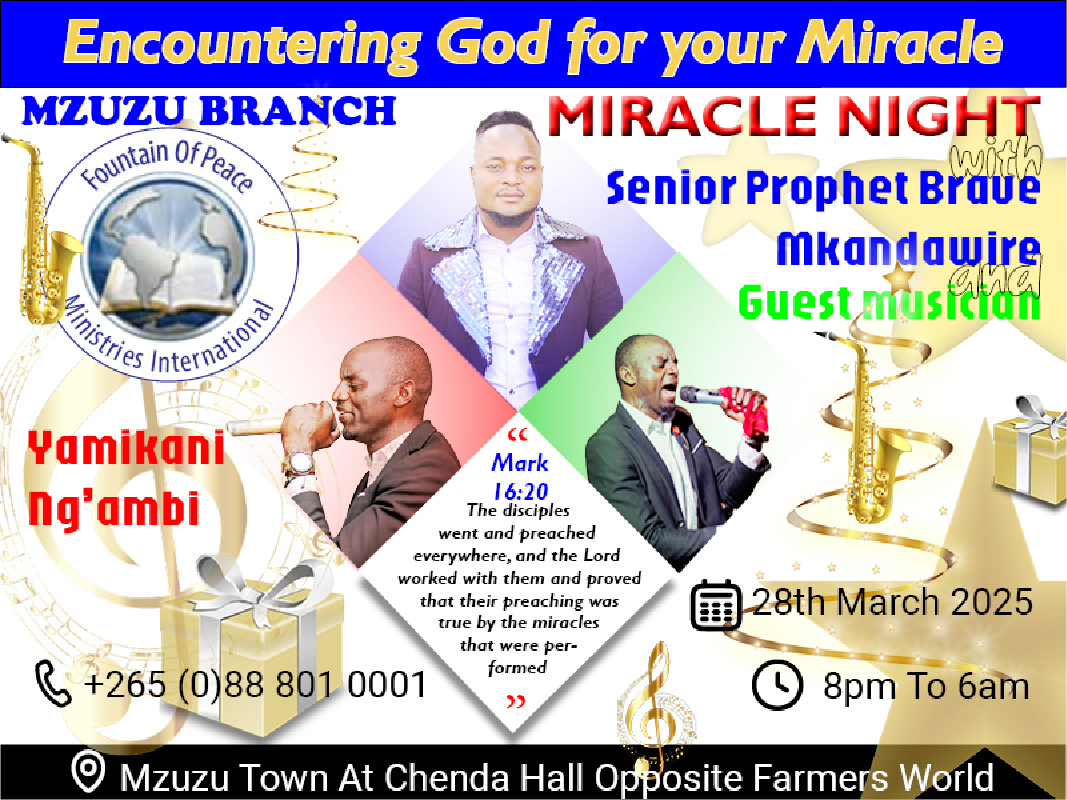 Encountering God for your Miracle
MZUZU BRANCH
Fountain Of Peace
Ministries International
MIRACLE NIGHT
with
Senior Prophet Brave
Mkandawire
and
Guest musician
Yamikani
Ng’ambi
“
Mark
16:20
The disciples
went and preached
everywhere, and the Lord
worked with them and proved
that their preaching was
true by the miracles
that were per-
formed
”
28th March 2025
+265 (0)88 801 0001
8pm To 6am
Mzuzu Town At Chenda Hall Opposite Farmers World